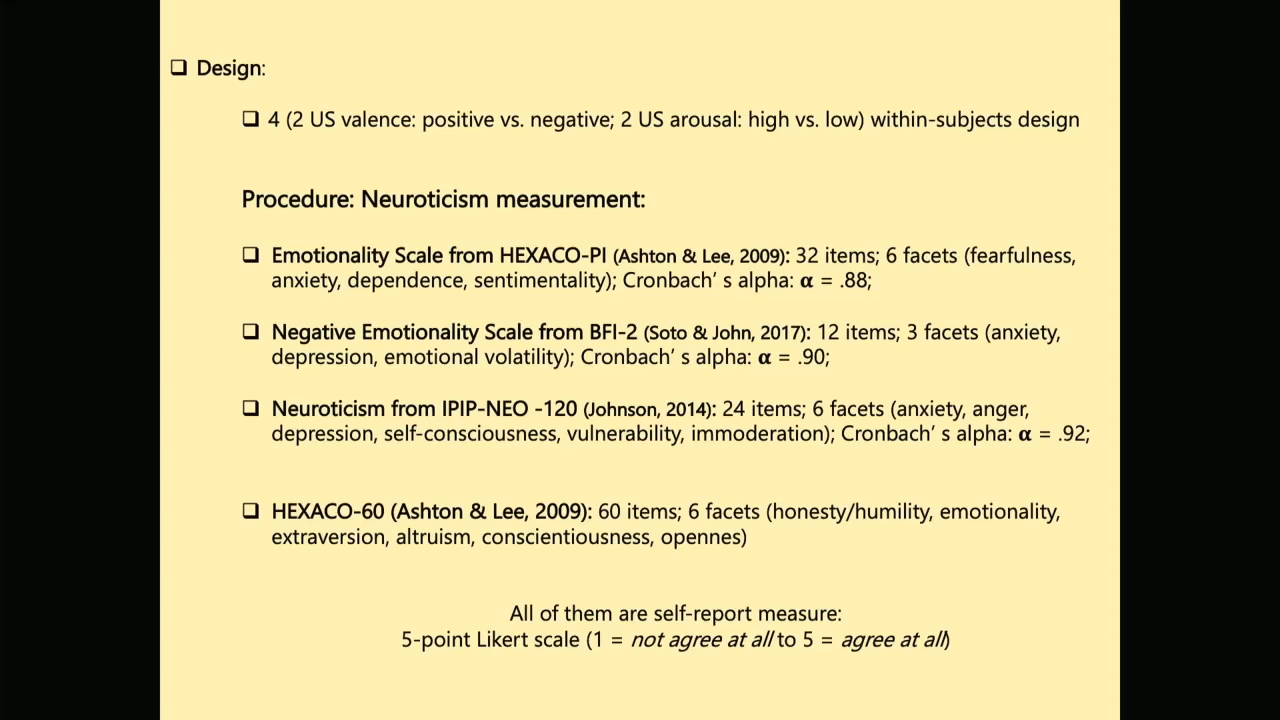 ❑ Design:
❑ 4 (2 US valence: positive vs. negative; 2 US arousal: high vs. low) within-subjects design
Procedure: Neuroticism measurement:
❑ Emotionality Scale from HEXACO-PI (Ashton & Lee, 2009): 32 items; 6 facets (fearfulness,
anxiety, dependence, sentimentality); Cronbach’ s alpha: α = .88;
❑ Negative Emotionality Scale from BFI-2 (Soto & John, 2017): 12 items; 3 facets (anxiety,
depression, emotional volatility); Cronbach’ s alpha: α = .90;
❑ Neuroticism from IPIP-NEO -120 (Johnson, 2014): 24 items; 6 facets (anxiety, anger,
depression, self-consciousness, vulnerability, immoderation); Cronbach’ s alpha: α = .92;
❑ HEXACO-60 (Ashton & Lee, 2009): 60 items; 6 facets (honesty/humility, emotionality,
extraversion, altruism, conscientiousness, opennes)
All of them are self-report measure:
5-point Likert scale (1 = not agree at all to 5 = agree at all)